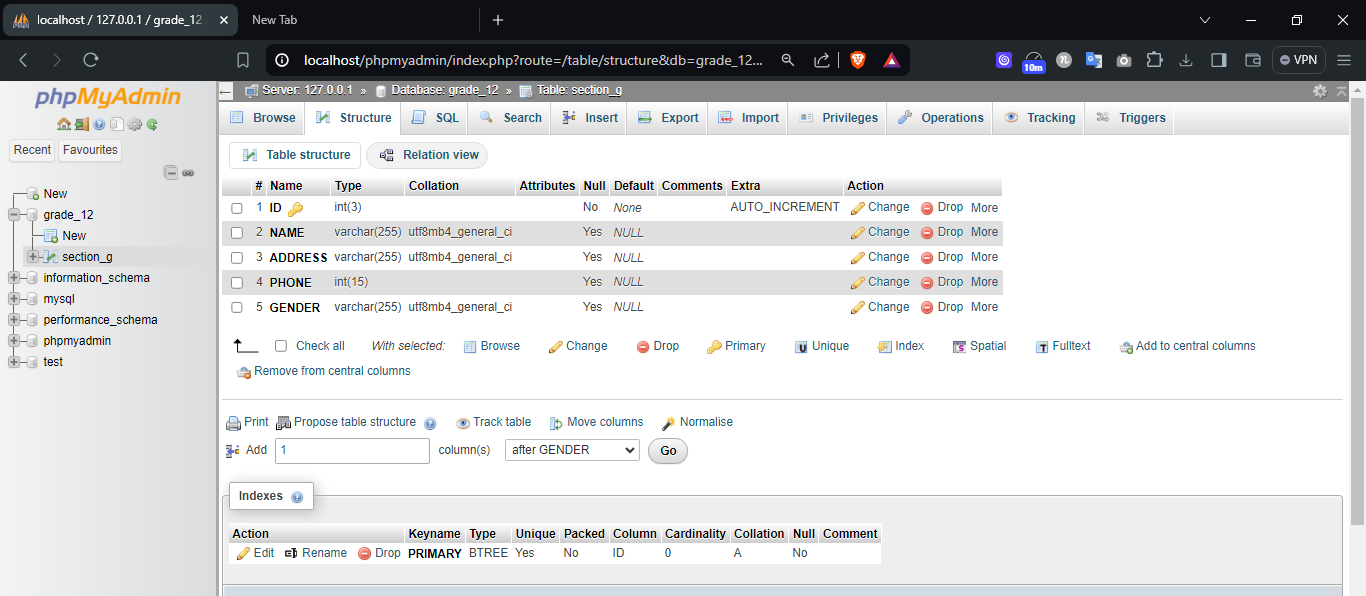 localhost / 127.0.0.1 / grade_12
New Tab
localhost/phpmyadmin/index.php?route=/table/structure&db=grade_12...
10m
VPN
phpMyAdmin
Recent Favourites
New
grade_12
New
section_g
information_schema
mysql
performance_schema
phpmyadmin
test
Server: 127.0.0.1 » Database: grade_12 » Table: section_g
Browse Structure SQL Search Insert Export Import Privileges Operations Tracking Triggers
Table structure Relation view
# Name Type Collation Attributes Null Default Comments Extra Action
1 ID int(3) No None AUTO_INCREMENT Change Drop More
2 NAME varchar(255) utf8mb4_general_ci Yes NULL Change Drop More
3 ADDRESS varchar(255) utf8mb4_general_ci Yes NULL Change Drop More
4 PHONE int(15) Yes NULL Change Drop More
5 GENDER varchar(255) utf8mb4_general_ci Yes NULL Change Drop More
Check all With selected: Browse Change Drop Primary Unique Index Spatial Fulltext Add to central columns
Remove from central columns
Print Propose table structure Track table Move columns Normalise
Add 1 column(s) after GENDER Go
Indexes
Action Keyname Type Unique Packed Column Cardinality Collation Null Comment
Edit Rename Drop PRIMARY BTREE Yes No ID 0 A No